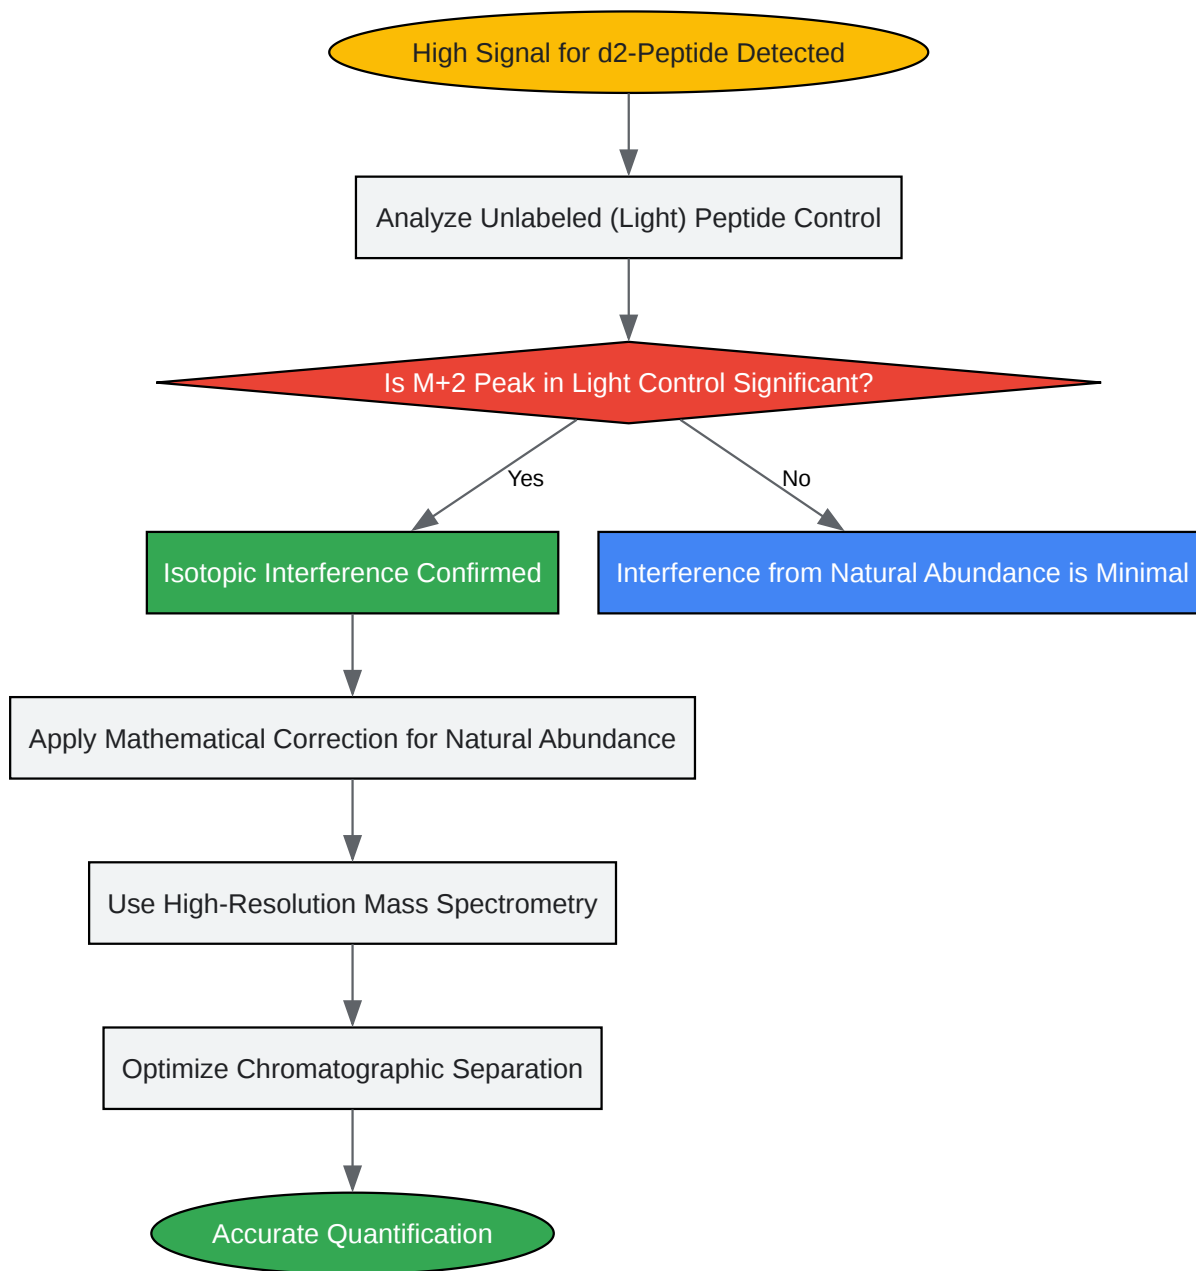 High Signal for d2-Peptide Detected
Analyze Unlabeled (Light) Peptide Control
Is M+2 Peak in Light Control Significant?
Yes
No
Isotopic Interference Confirmed
Interference from Natural Abundance is Minimal
Apply Mathematical Correction for Natural Abundance
Use High-Resolution Mass Spectrometry
Optimize Chromatographic Separation
Accurate Quantification